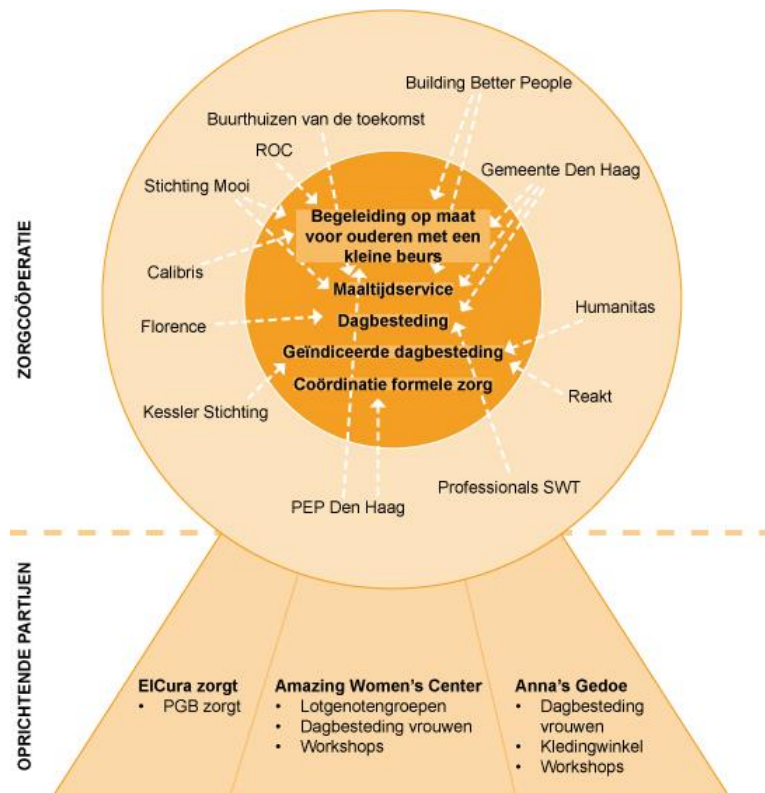 Building Better People
Buurthuizen van de toekomst
ROC
Gemeente Den Haag
Stichting Mooi
Begeleiding op maat
voor ouderen met een
kleine beurs
Calibris
Maaltijdservice
Humanitas
Florence
Dagbesteding
Geïndiceerde dagbesteding
Coördinatie formele zorg
Reakt
Kessler Stichting
Professionals SWT
PEP Den Haag
ZORGCOÖPERATIE
OPRICHTENDE PARTIJEN
ElCura zorgt
• PGB zorgt
Amazing Women's Center
• Lotgenotengroepen
• Dagbesteding vrouwen
• Workshops
Anna's Gedoe
• Dagbesteding
vrouwen
• Kledingwinkel
• Workshops